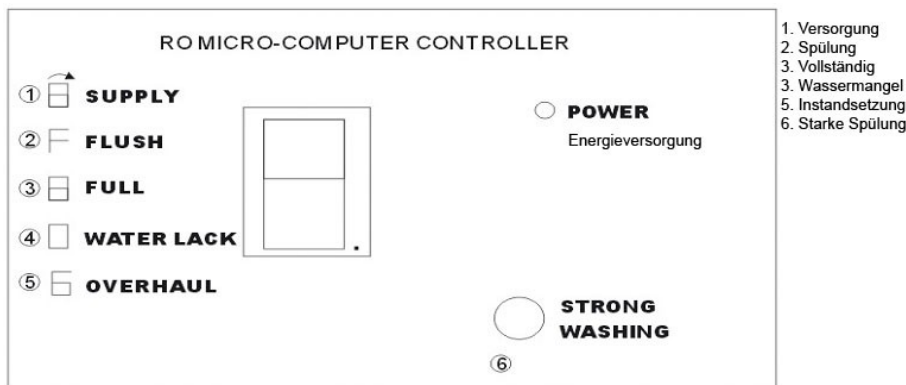 RO MICRO-COMPUTER CONTROLLER
① SUPPLY
② FLUSH
③ FULL
④ WATER LACK
⑤ OVERHAUL
POWER
Energieversorgung
STRONG
WASHING
⑥
1. Versorgung
2. Spülung
3. Vollständig
3. Wassermangel
5. Instandsetzung
6. Starke Spülung